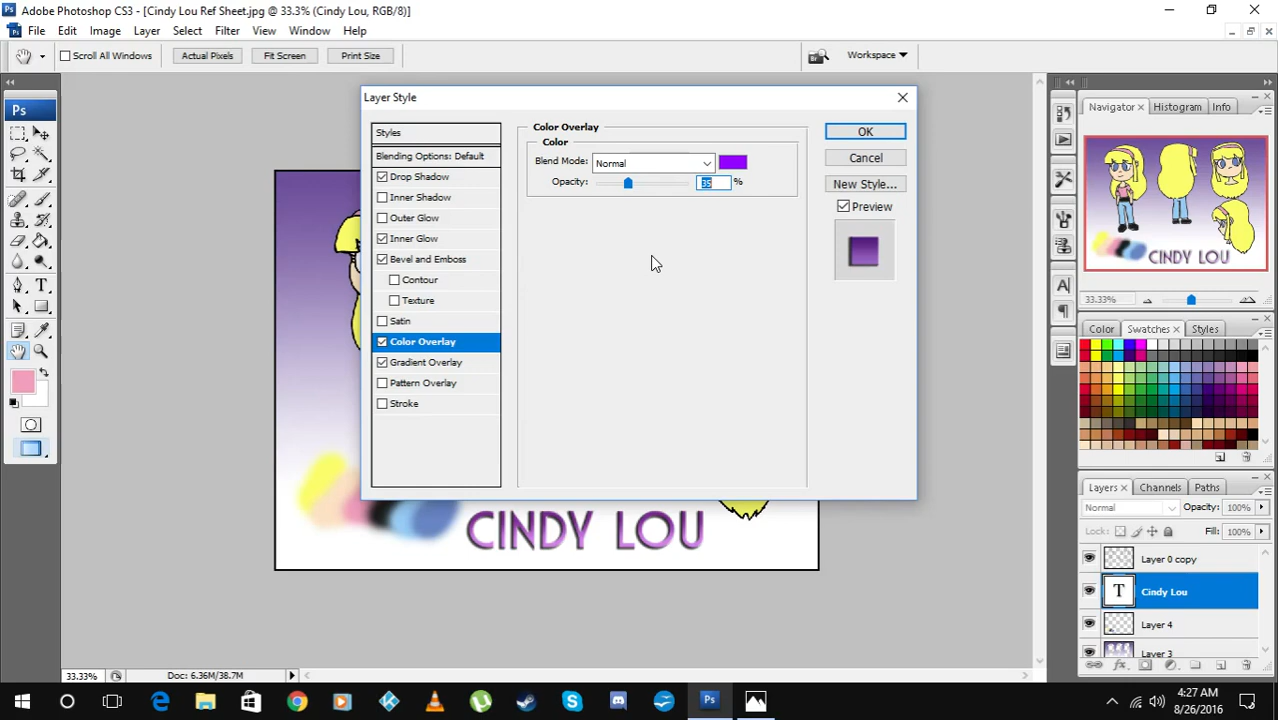 Adobe Photoshop CS3 - [Cindy Lou Ref Sheet.jpg @ 33.3% (Cindy Lou, RGB/8)]
Ps File Edit Image Layer Select Filter View Window Help
Scroll All Windows Actual Pixels Fit Screen Print Size Br Workspace
Ps
T
Layer Style
Styles
Blending Options: Default
Drop Shadow
Inner Shadow
Outer Glow
Inner Glow
Bevel and Emboss
Contour
Texture
Satin
Color Overlay
Gradient Overlay
Pattern Overlay
Stroke
Color Overlay
Color
Blend Mode: Normal
Opacity: 35 %
OK
Cancel
New Style...
Preview
CINDY LOU
Navigator × Histogram Info
CINDY LOU
33.33%
Color Swatches × Styles
A
Layers × Channels Paths
Normal Opacity: 100%
Lock: Fill: 100%
Layer 0 copy
T Cindy Lou
Layer 4
Layer 3
fx
33.33% Doc: 6.36M/38.7M
Ps
4:27 AM
8/26/2016